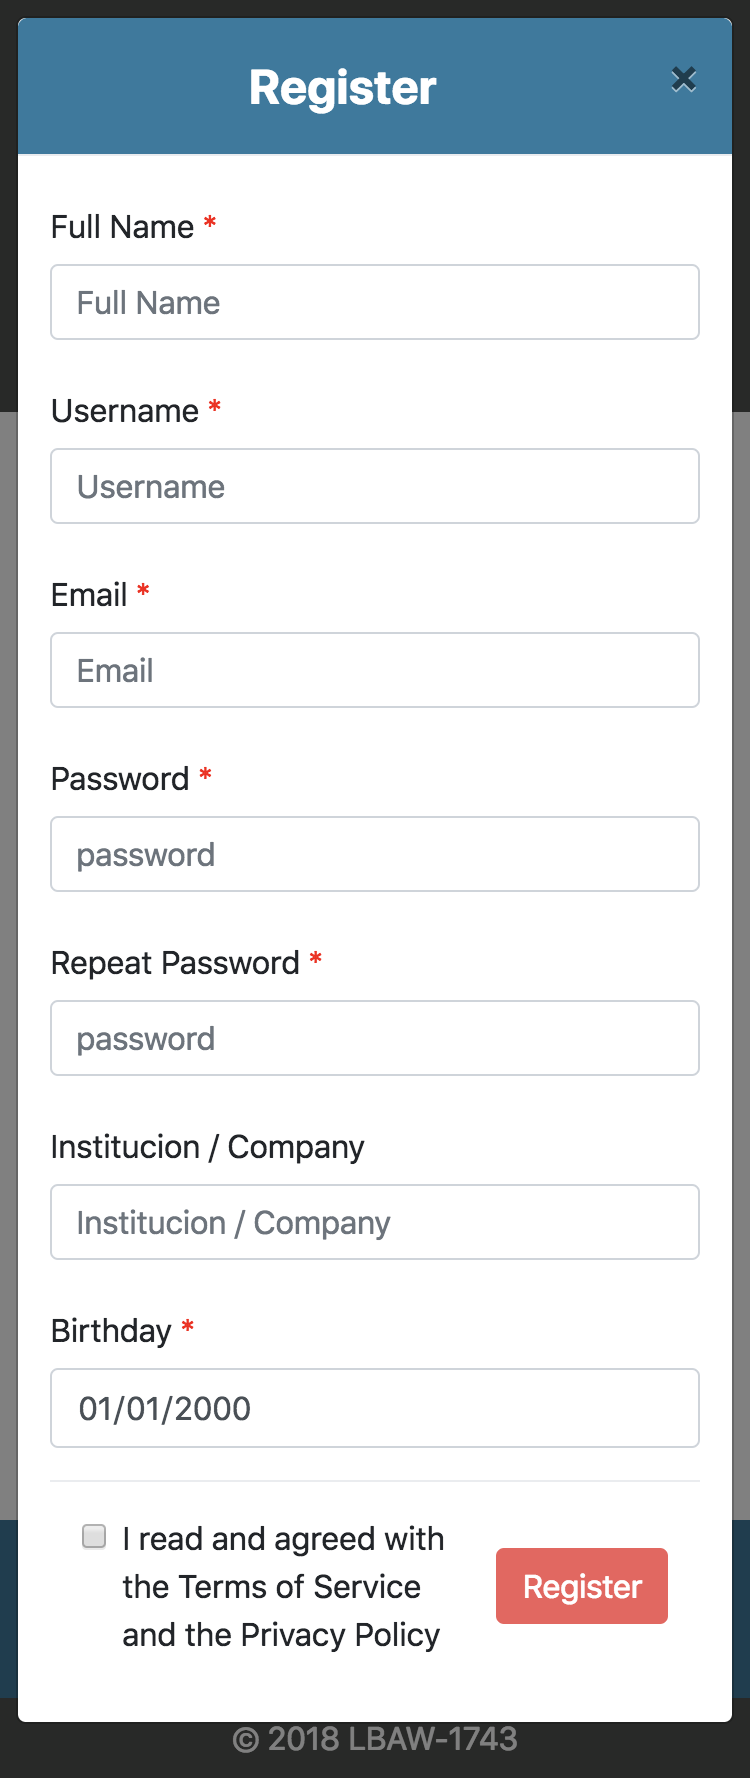 Register
×
Full Name *
Full Name
Username *
Username
Email *
Email
Password *
password
Repeat Password *
password
Institucion / Company
Institucion / Company
Birthday *
01/01/2000
I read and agreed with
the Terms of Service
and the Privacy Policy
Register
© 2018 LBAW-1743